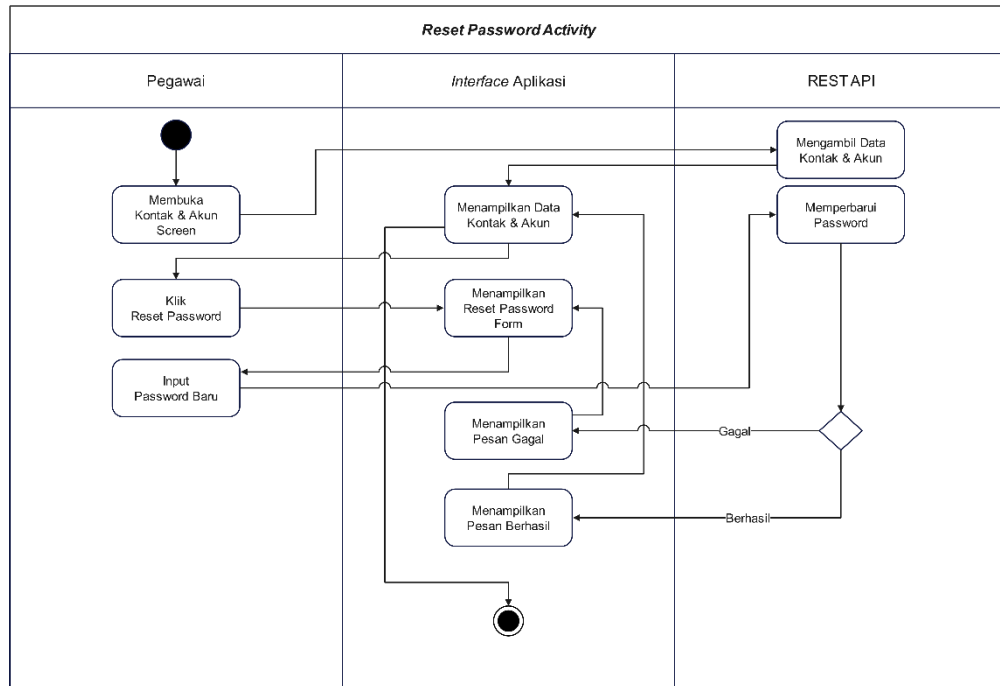 Reset Password Activity
Pegawai
Interface Aplikasi
REST API
Mengambil Data
Kontak & Akun
Membuka
Kontak & Akun
Screen
Menampilkan Data
Kontak & Akun
Memperbarui
Password
Klik
Reset Password
Menampilkan
Reset Password
Form
Input
Password Baru
Menampilkan
Pesan Gagal
Gagal
Menampilkan
Pesan Berhasil
Berhasil